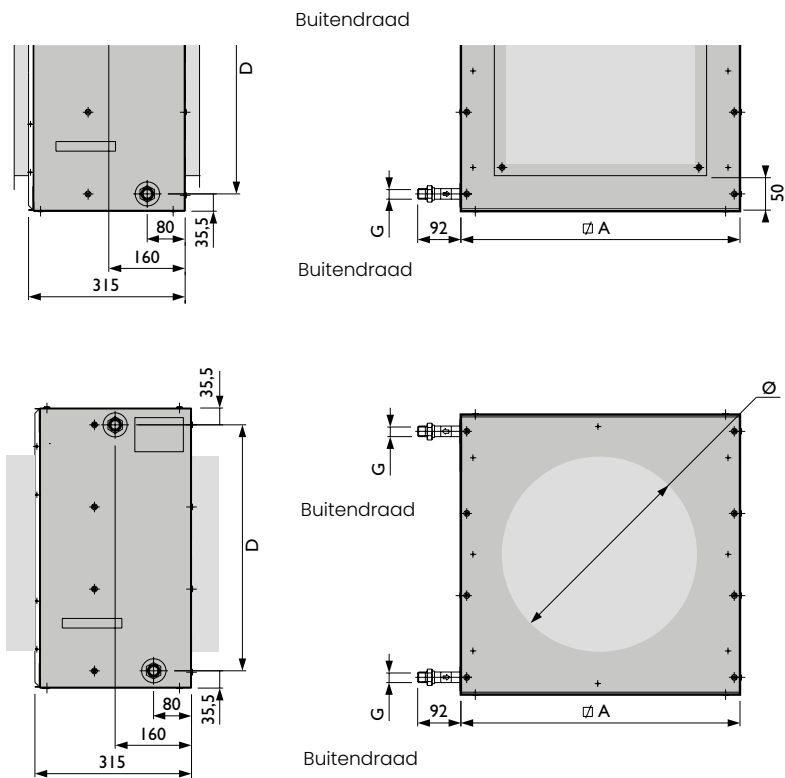 Buitendraad
D
80
35,5
160
315
G
92
⍁ A
50
Buitendraad
35,5
D
80
35,5
160
315
Ø
G
Buitendraad
G
92
⍁ A
Buitendraad